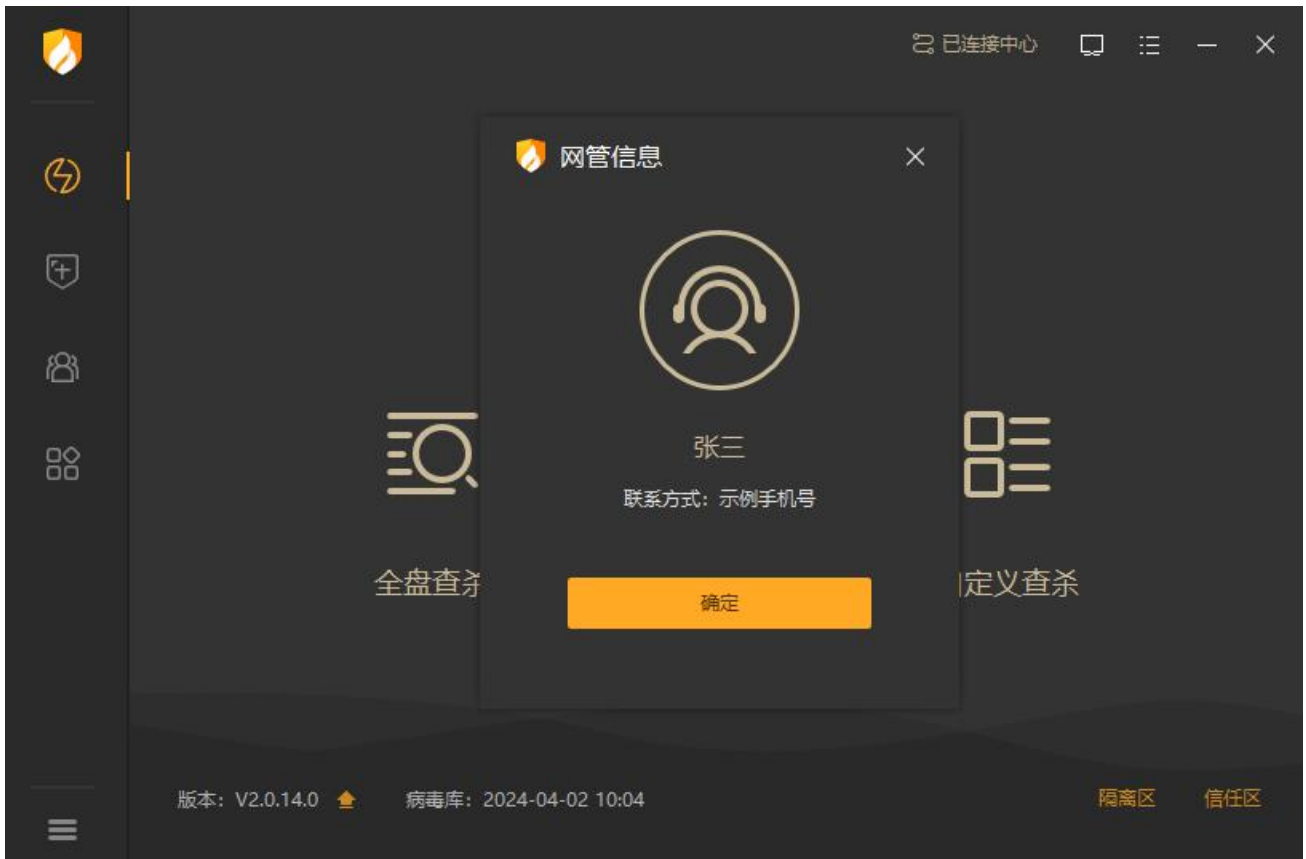 已连接中心
网管信息
张三
联系方式：示例手机号
全盘查杀
定义查杀
确定
版本：V2.0.14.0
病毒库：2024-04-02 10:04
隔离区
信任区